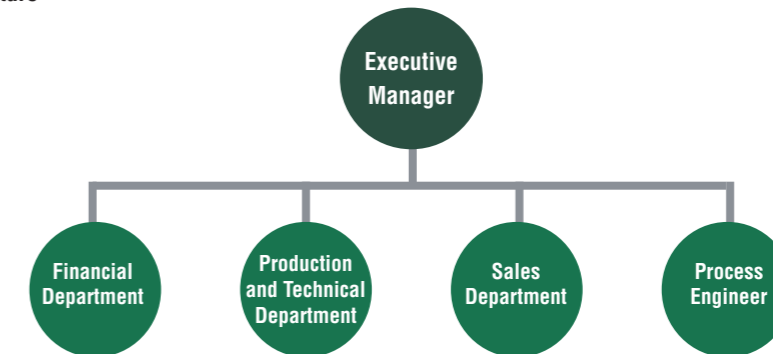 Executive
Manager
Financial
Department
Production
and Technical
Department
Sales
Department
Process
Engineer